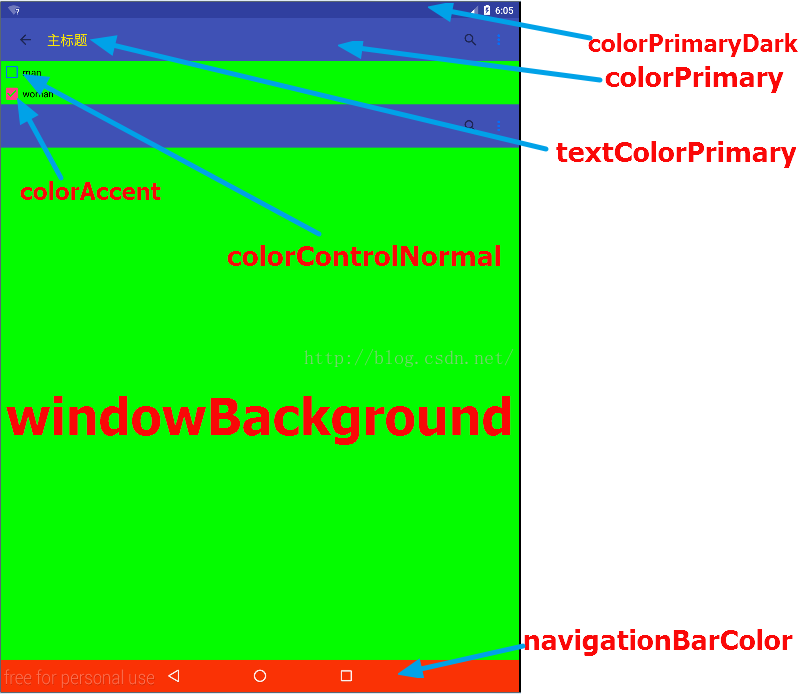 6:05
colorPrimaryDark
主标题
colorPrimary
man
woman
textColorPrimary
colorAccent
colorControlNormal
http://blog.csdn.net/
windowBackground
navigationBarColor
free for personal use